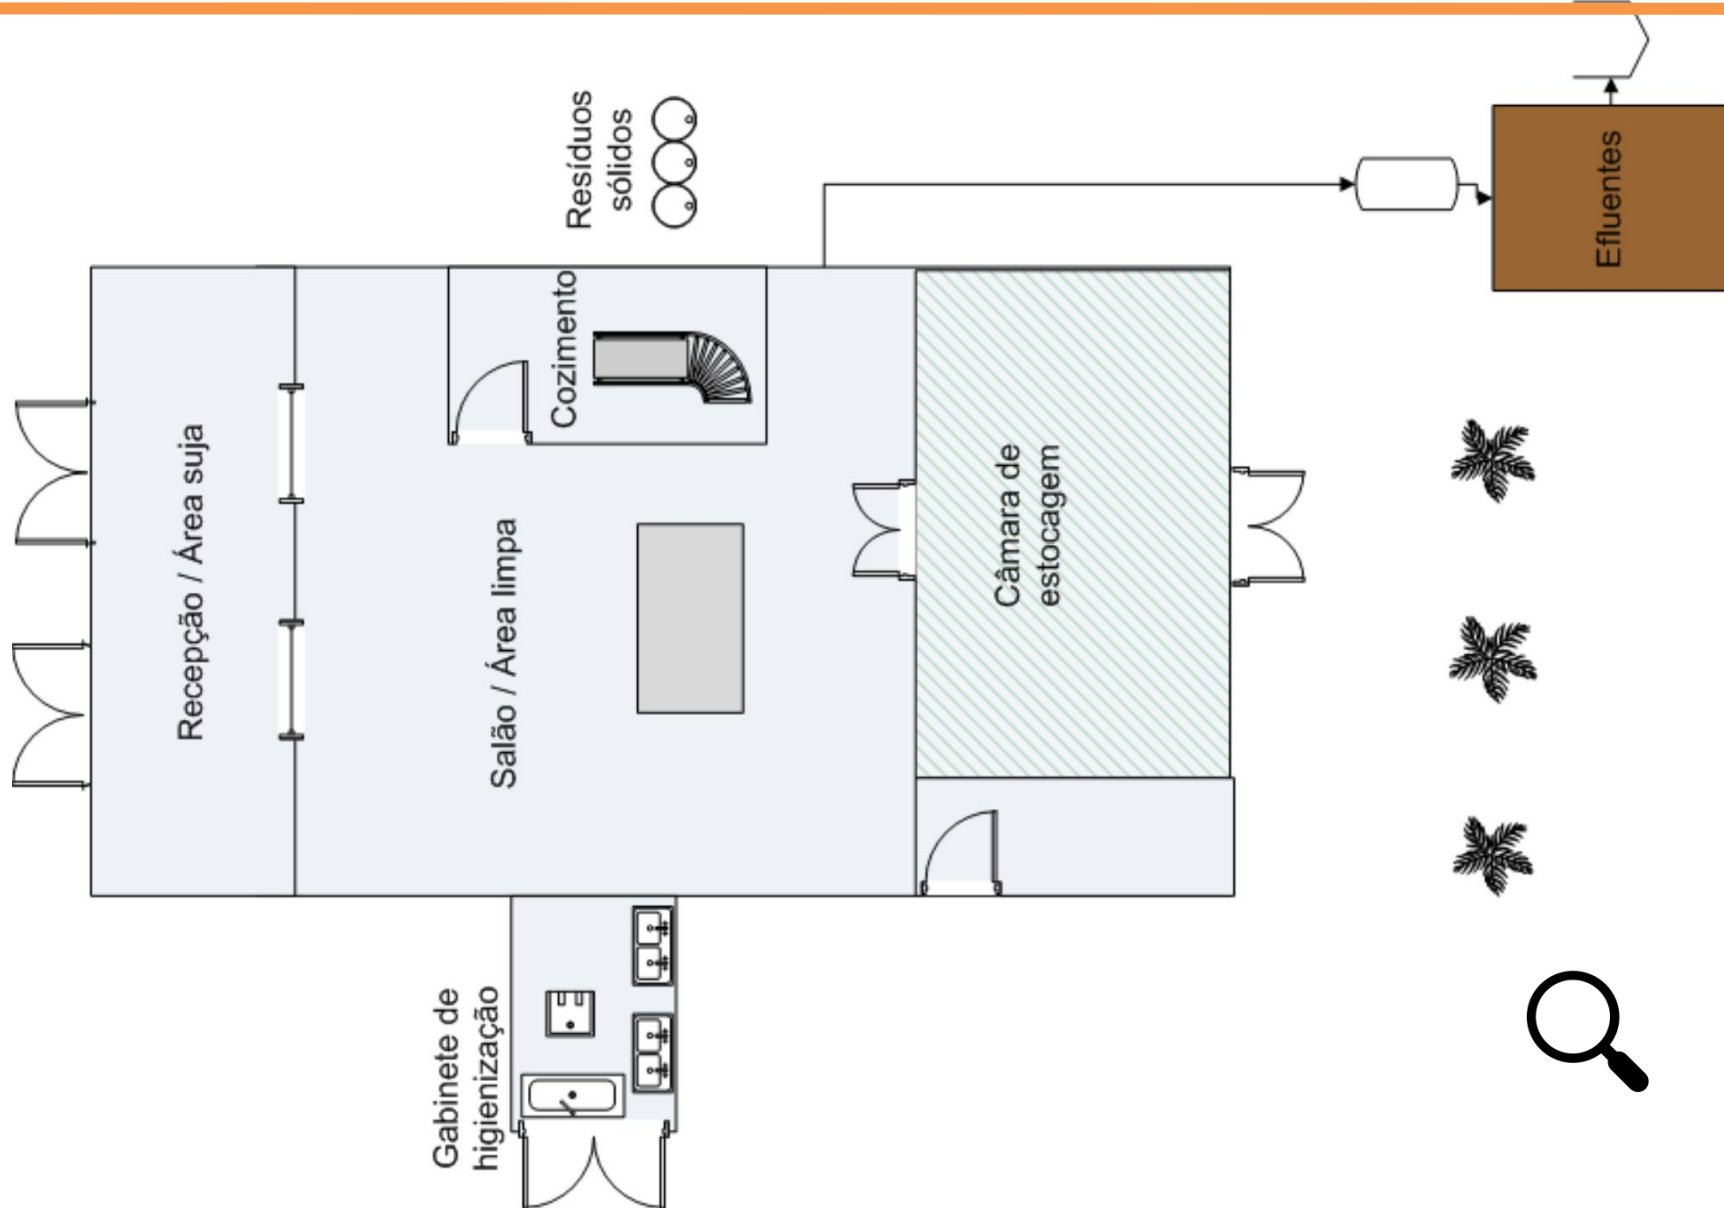 Resíduos
sólidos
Efluentes
Cozimento
Recepção / Área suja
Salão / Área limpa
Câmara de
estocagem
Gabinete de
higienização